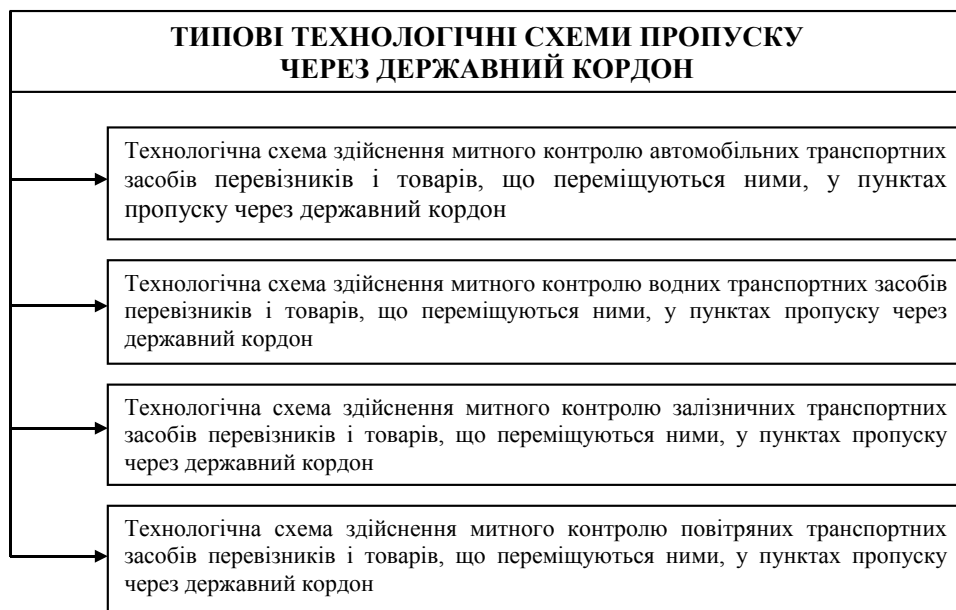 ТИПОВІ ТЕХНОЛОГІЧНІ СХЕМИ ПРОПУСКУ
ЧЕРЕЗ ДЕРЖАВНИЙ КОРДОН
Технологічна схема здійснення митного контролю автомобільних транспортних
засобів перевізників і товарів, що переміщуються ними, у пунктах
пропуску через державний кордон
Технологічна схема здійснення митного контролю водних транспортних засобів
перевізників і товарів, що переміщуються ними, у пунктах пропуску через
державний кордон
Технологічна схема здійснення митного контролю залізничних транспортних
засобів перевізників і товарів, що переміщуються ними, у пунктах пропуску
через державний кордон
Технологічна схема здійснення митного контролю повітряних транспортних
засобів перевізників і товарів, що переміщуються ними, у пунктах пропуску
через державний кордон